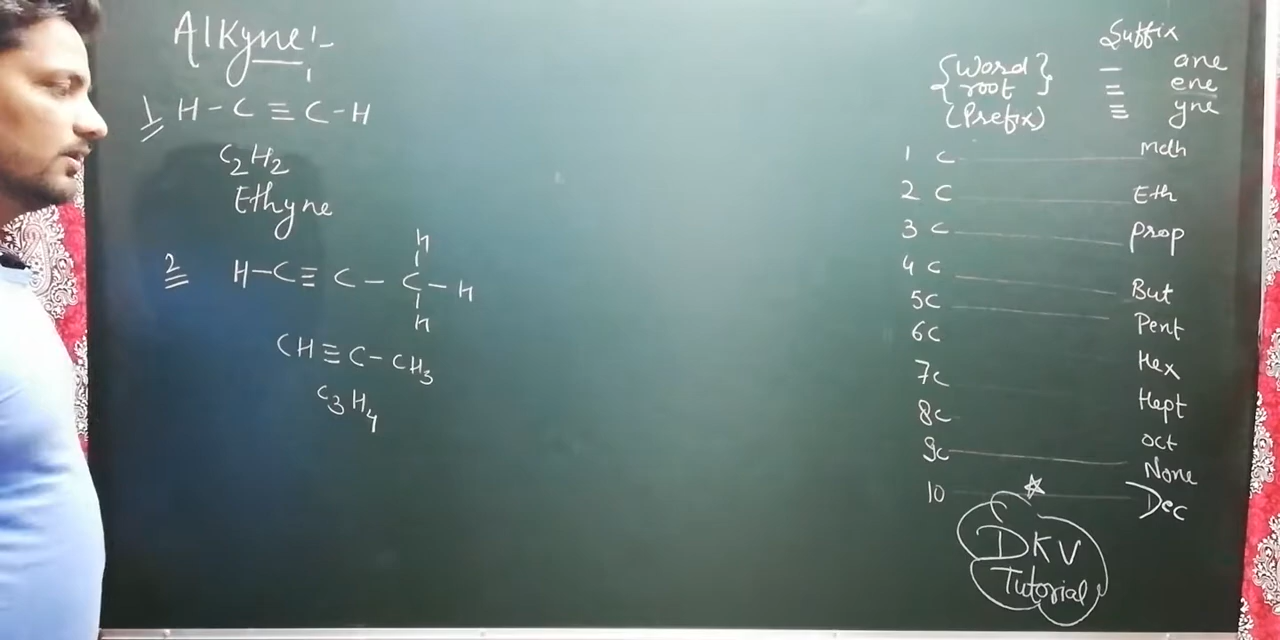 Alkyne:-
1 H-C≡C-H
C2H2
Ethyne
2 H-C≡C-C-H
H
H
CH≡C-CH3
C3H4
Suffix
{Word root} (Prefix)
- ane
= ene
≡ yne
1 C Meth
2 C Eth
3 C Prop
4 C But
5C Pent
6C Hex
7C Hept
8C Oct
9C None
10 Dec
DKV
Tutorial